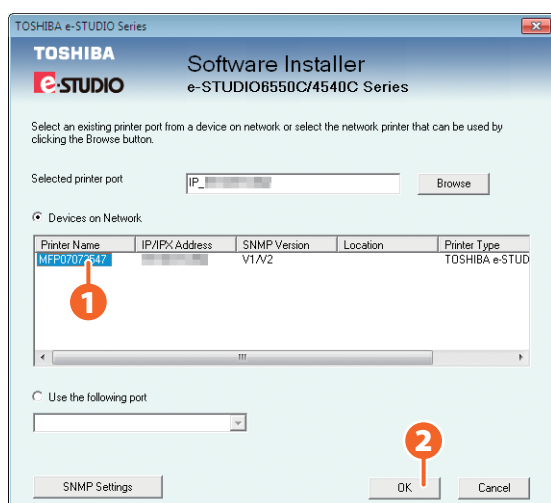 TOSHIBA e-STUDIO Series
TOSHIBA
e-STUDIO
Software Installer
e-STUDIO6550C/4540C Series
Select an existing printer port from a device on network or select the network printer that can be used by
clicking the Browse button.
Selected printer port
IP_
Browse
Devices on Network
Printer Name IP/IPX Address SNMP Version Location Printer Type
V1/V2 TOSHIBA e-STUD
1
Use the following port
2
SNMP Settings OK Cancel